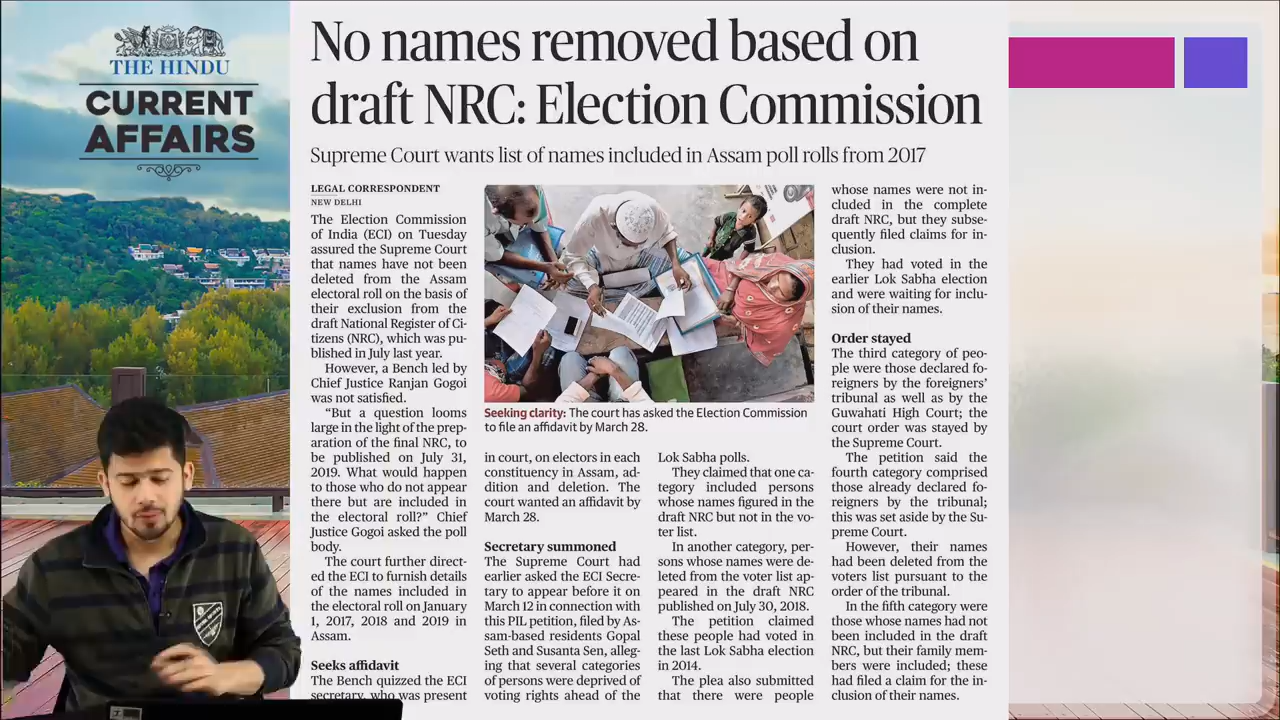 THE HINDU
CURRENT
AFFAIRS
No names removed based on
draft NRC: Election Commission
Supreme Court wants list of names included in Assam poll rolls from 2017
LEGAL CORRESPONDENT
NEW DELHI
The Election Commission
of India (ECI) on Tuesday
assured the Supreme Court
that names have not been
deleted from the Assam
electoral roll on the basis of
their exclusion from the
draft National Register of Ci-
tizens (NRC), which was pu-
blished in July last year.
However, a Bench led by
Chief Justice Ranjan Gogoi
was not satisfied.
“But a question looms
large in the light of the prep-
aration of the final NRC, to
be published on July 31,
2019. What would happen
to those who do not appear
there but are included in
the electoral roll?” Chief
Justice Gogoi asked the poll
body.
The court further direct-
ed the ECI to furnish details
of the names included in
the electoral roll on January
1, 2017, 2018 and 2019 in
Assam.
Seeks affidavit
The Bench quizzed the ECI
secretary, who was present
Seeking clarity: The court has asked the Election Commission
to file an affidavit by March 28.
in court, on electors in each
constituency in Assam, ad-
dition and deletion. The
court wanted an affidavit by
March 28.
Secretary summoned
The Supreme Court had
earlier asked the ECI Secre-
tary to appear before it on
March 12 in connection with
this PIL petition, filed by As-
sam-based residents Gopal
Seth and Susanta Sen, alleg-
ing that several categories
of persons were deprived of
voting rights ahead of the
Lok Sabha polls.
They claimed that one ca-
tegory included persons
whose names figured in the
draft NRC but not in the vo-
ter list.
In another category, per-
sons whose names were de-
leted from the voter list ap-
peared in the draft NRC
published on July 30, 2018.
The petition claimed
these people had voted in
the last Lok Sabha election
in 2014.
The plea also submitted
that there were people
whose names were not in-
cluded in the complete
draft NRC, but they subse-
quently filed claims for in-
clusion.
They had voted in the
earlier Lok Sabha election
and were waiting for inclu-
sion of their names.
Order stayed
The third category of peo-
ple were those declared fo-
reigners by the foreigners’
tribunal as well as by the
Guwahati High Court; the
court order was stayed by
the Supreme Court.
The petition said the
fourth category comprised
those already declared fo-
reigners by the tribunal;
this was set aside by the Su-
preme Court.
However, their names
had been deleted from the
voters list pursuant to the
order of the tribunal.
In the fifth category were
those whose names had not
been included in the draft
NRC, but their family mem-
bers were included; these
had filed a claim for the in-
clusion of their names.